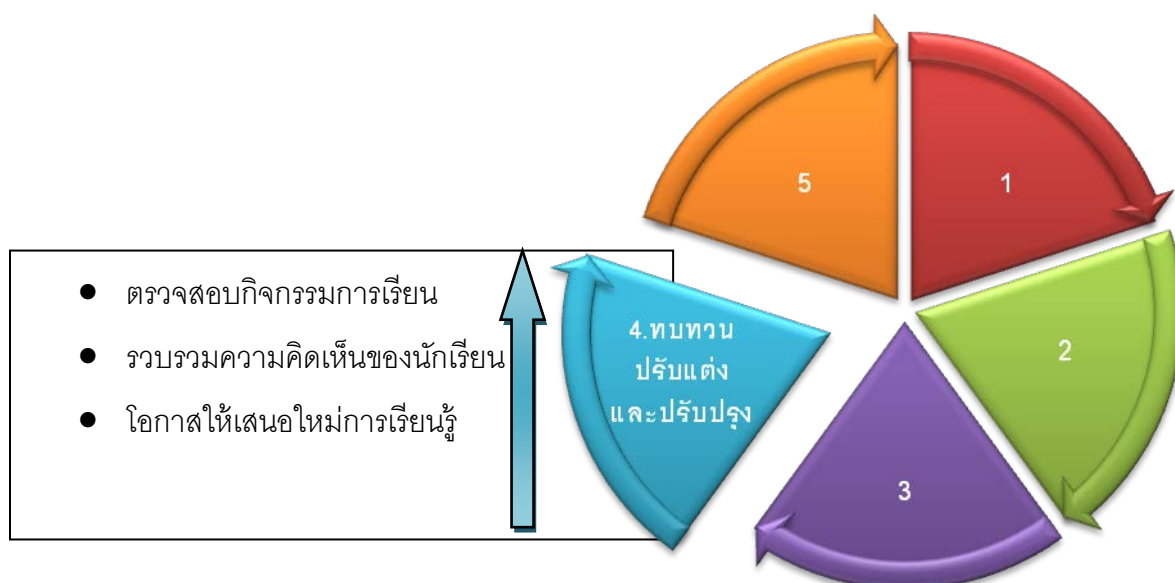 ● ตรวจสอบกิจกรรมการเรียน
● รวบรวมความคิดเห็นของนักเรียน
● โอกาสให้เสนอใหม่การเรียนรู้
5
1
4.ทบทวน
ปรับแต่ง
และปรับปรุง
2
3